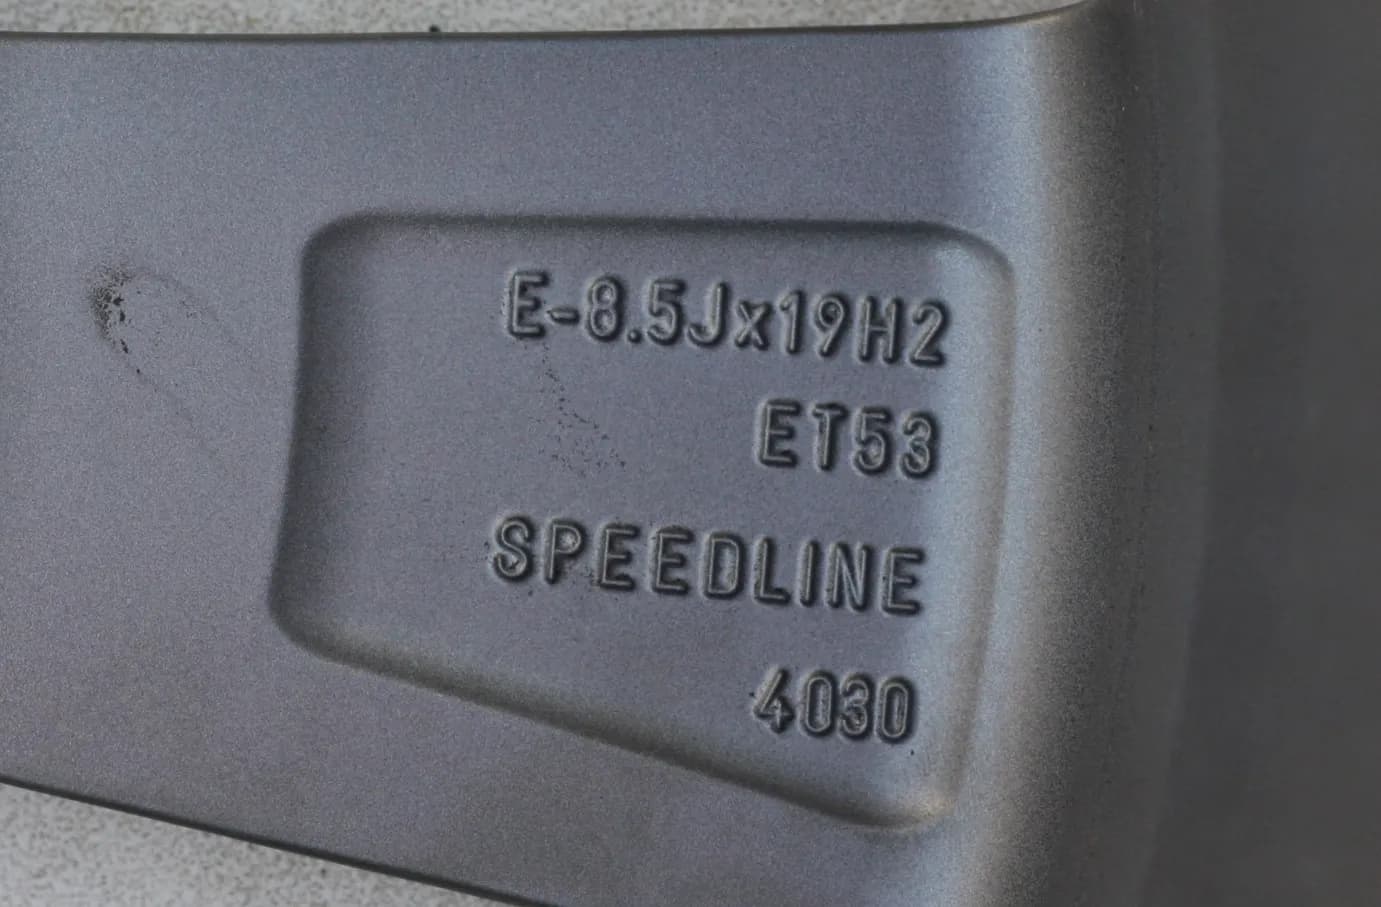 E-8.5Jx19H2
ET53
SPEEDLINE
4030